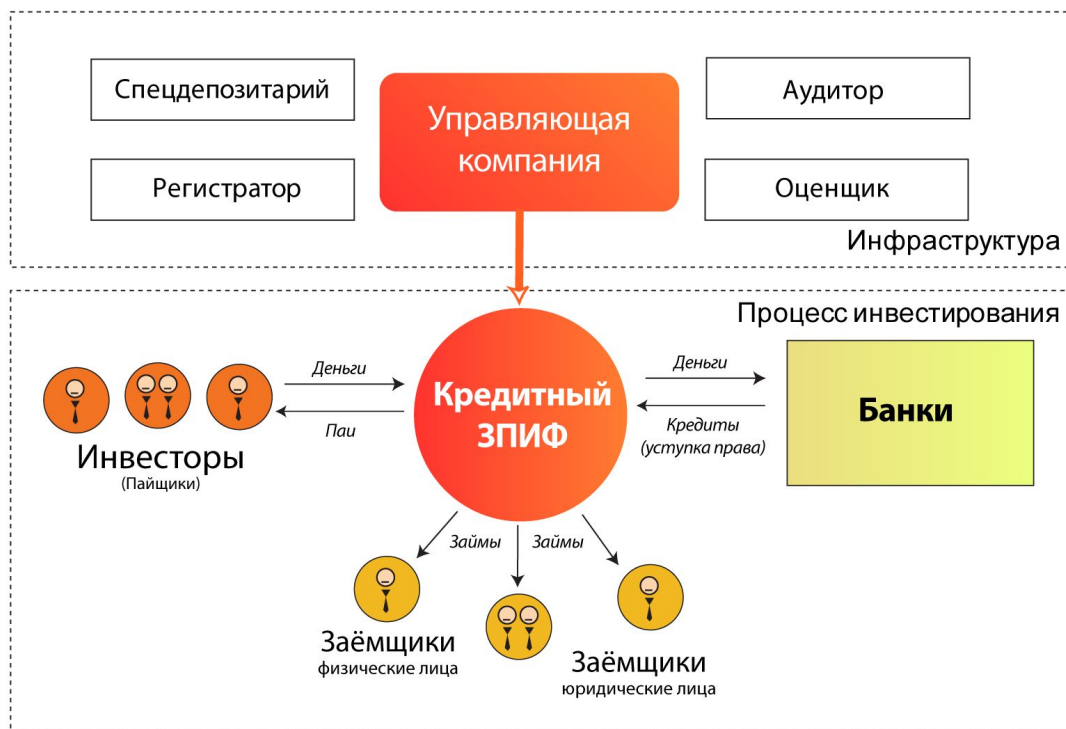 Спецдепозитарий
Управляющая
компания
Аудитор
Регистратор
Оценщик
Инфраструктура
Процесс инвестирования
Деньги
Паи
Инвесторы
(Пайщики)
Кредитный
ЗПИФ
Деньги
Кредиты
(уступка права)
Банки
Займы
Займы
Заёмщики
физические лица
Заёмщики
юридические лица